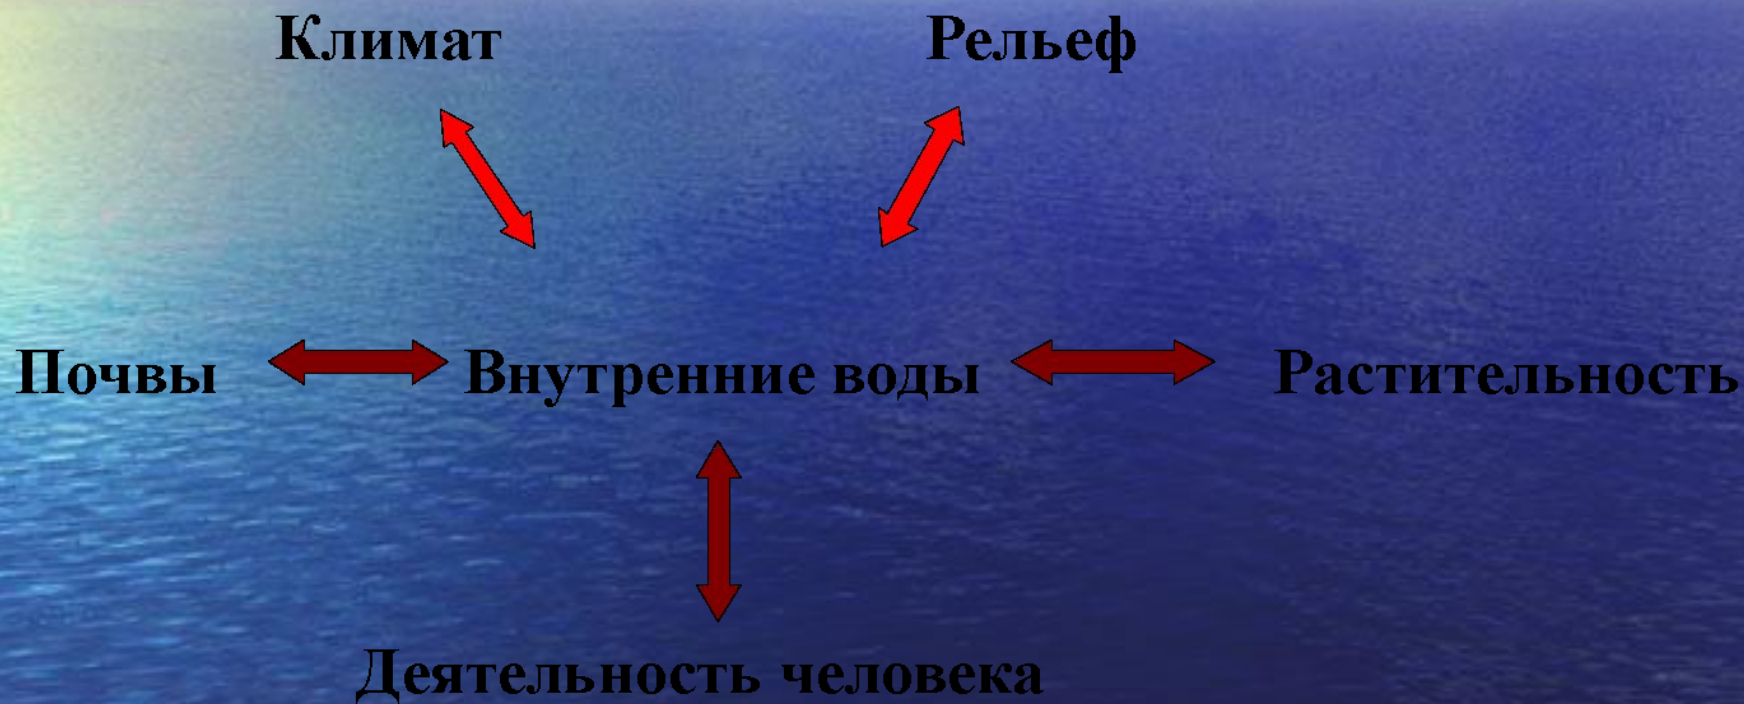 Климат
Рельеф
Почвы
Внутренние воды
Растительность
Деятельность человека